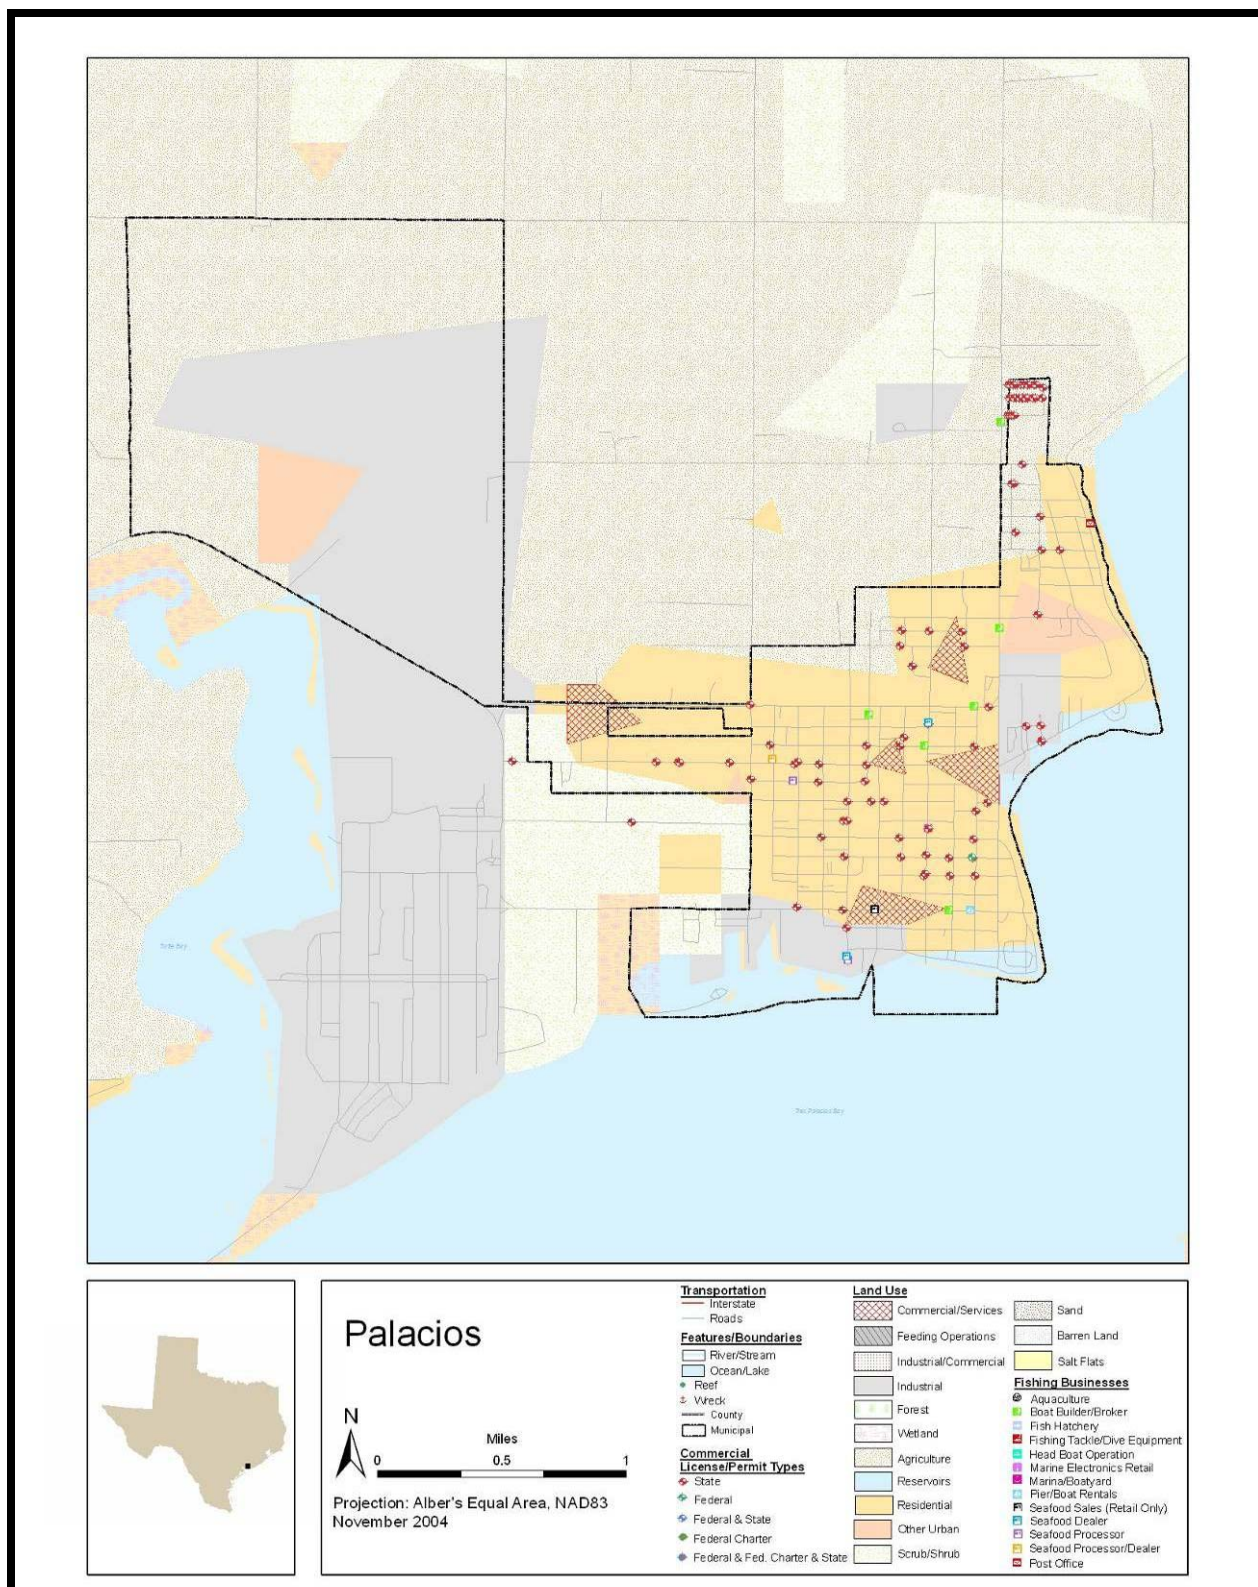 Turtle Bay
Tres Palacios Bay
Palacios
N
Miles
0 0.5 1
Projection: Alber's Equal Area, NAD83
November 2004
Transportation
Interstate
Roads
Features/Boundaries
River/Stream
Ocean/Lake
Reef
Wreck
County
Municipal
Commercial
License/Permit Types
State
Federal
Federal & State
Federal Charter
Federal & Fed. Charter & State
Land Use
Commercial/Services
Feeding Operations
Industrial/Commercial
Industrial
Forest
Wetland
Agriculture
Reservoirs
Residential
Other Urban
Scrub/Shrub
Sand
Barren Land
Salt Flats
Fishing Businesses
Aquaculture
Boat Builder/Broker
Fish Hatchery
Fishing Tackle/Dive Equipment
Head Boat Operation
Marine Electronics Retail
Marina/Boatyard
Pier/Boat Rentals
Seafood Sales (Retail Only)
Seafood Dealer
Seafood Processor
Seafood Processor/Dealer
Post Office